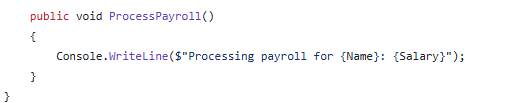 public void ProcessPayroll()
{
Console.WriteLine($"Processing payroll for {Name}: {Salary}");
}
}